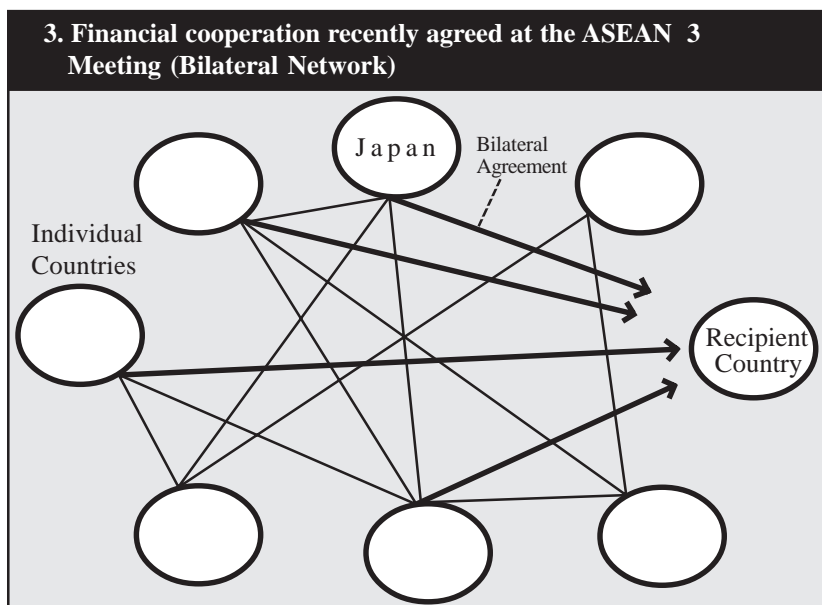 3. Financial cooperation recently agreed at the ASEAN 3
Meeting (Bilateral Network)
Japan
Bilateral
Agreement
Individual
Countries
Recipient
Country